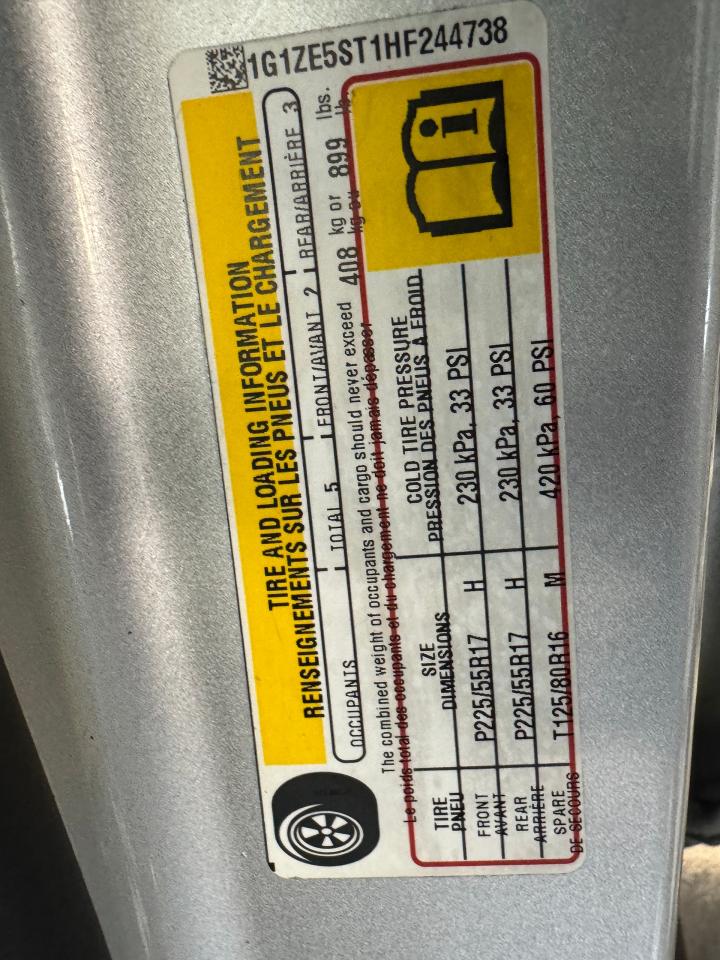 1G1ZE5ST1HF244738
TIRE AND LOADING INFORMATION
RENSEIGNEMENTS SUR LES PNEUS ET LE CHARGEMENT
OCCUPANTS TOTAL 5 FRONT/AVANT 2 REAR/ARRIÈRE 3
The combined weight of occupants and cargo should never exceed 408 kg or 899 lbs.
Le poids total des occupants et du chargement ne doit jamais dépasser kg ou lb.
TIRE SIZE COLD TIRE PRESSURE
PNEU DIMENSIONS PRESSION DES PNEUS À FROID
FRONT
AVANT P225/55R17 H 230 kPa, 33 PSI
REAR
ARRIÈRE P225/55R17 H 230 kPa, 33 PSI
SPARE
DE SECOURS T125/80R16 M 420 kPa, 60 PSI